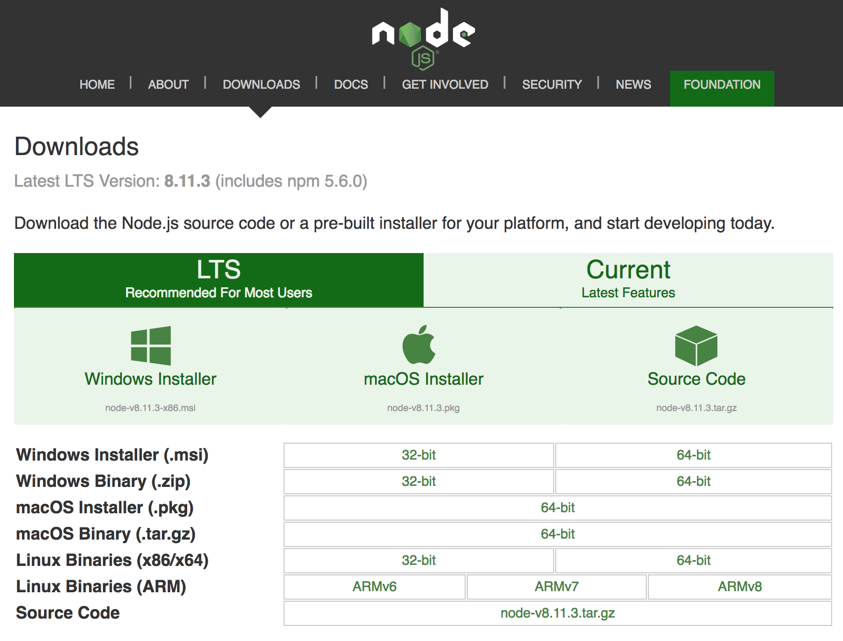 node
JS
HOME | ABOUT | DOWNLOADS | DOCS | GET INVOLVED | SECURITY | NEWS FOUNDATION
Downloads
Latest LTS Version: 8.11.3 (includes npm 5.6.0)
Download the Node.js source code or a pre-built installer for your platform, and start developing today.
LTS Current
Recommended For Most Users Latest Features
Windows Installer macOS Installer Source Code
node-v8.11.3-x86.msi node-v8.11.3.pkg node-v8.11.3.tar.gz
Windows Installer (.msi) 32-bit 64-bit
Windows Binary (.zip) 32-bit 64-bit
macOS Installer (.pkg) 64-bit
macOS Binary (.tar.gz) 64-bit
Linux Binaries (x86/x64) 32-bit 64-bit
Linux Binaries (ARM) ARMv6 ARMv7 ARMv8
Source Code node-v8.11.3.tar.gz